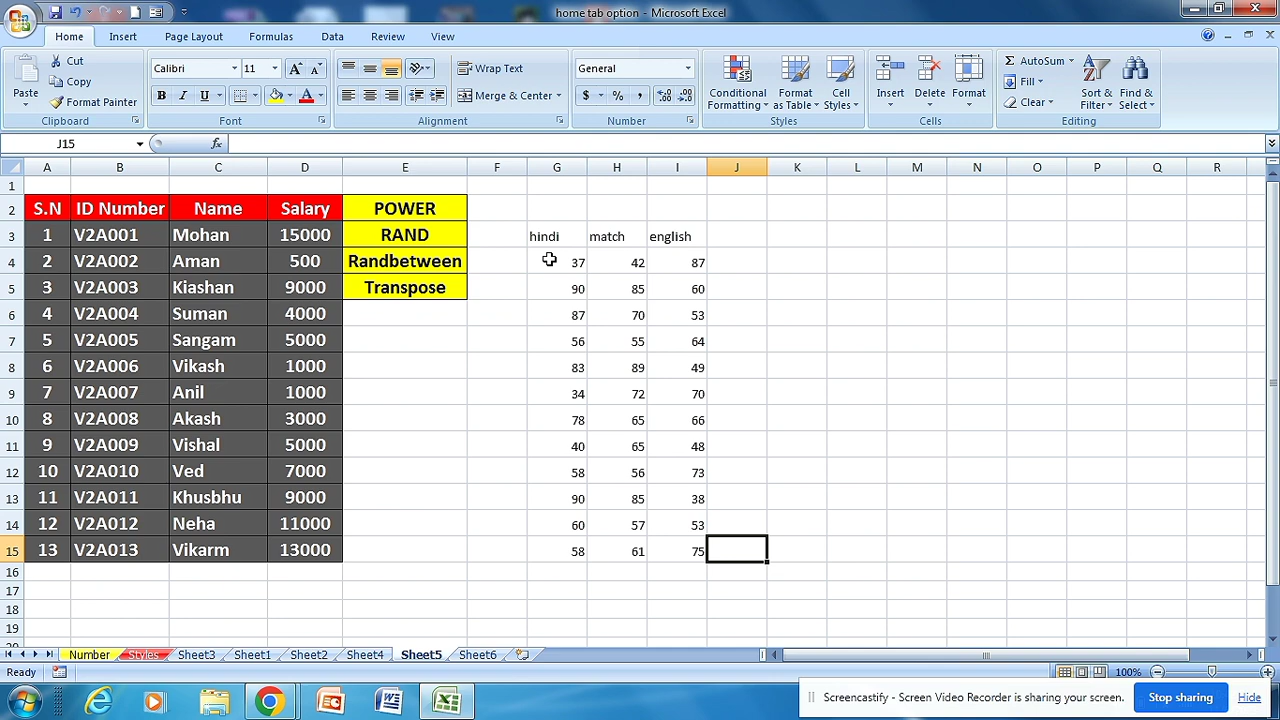 home tab option - Microsoft Excel
Home Insert Page Layout Formulas Data Review View
Paste Cut Copy Format Painter Clipboard
Calibri 11 A A B I U A Font
Wrap Text Merge & Center Alignment
General $ % , Number
Conditional Formatting Format as Table Cell Styles Styles
Insert Delete Format Cells
Σ AutoSum Fill Clear Sort & Filter Find & Select Editing
J15 fx
A B C D E F G H I J K L M N O P Q R
1
2 S.N ID Number Name Salary POWER
3 1 V2A001 Mohan 15000 RAND hindi match english
4 2 V2A002 Aman 500 Randbetween 37 42 87
5 3 V2A003 Kiashan 9000 Transpose 90 85 60
6 4 V2A004 Suman 4000 87 70 53
7 5 V2A005 Sangam 5000 56 55 64
8 6 V2A006 Vikash 1000 83 89 49
9 7 V2A007 Anil 1000 34 72 70
10 8 V2A008 Akash 3000 78 65 66
11 9 V2A009 Vishal 5000 40 65 48
12 10 V2A010 Ved 7000 58 56 73
13 11 V2A011 Khusbhu 9000 90 85 38
14 12 V2A012 Neha 11000 60 57 53
15 13 V2A013 Vikarm 13000 58 61 75
16
17
18
19
Number Styles Sheet3 Sheet1 Sheet2 Sheet4 Sheet5 Sheet6
Ready 100%
Screencastify - Screen Video Recorder is sharing your screen. Stop sharing Hide